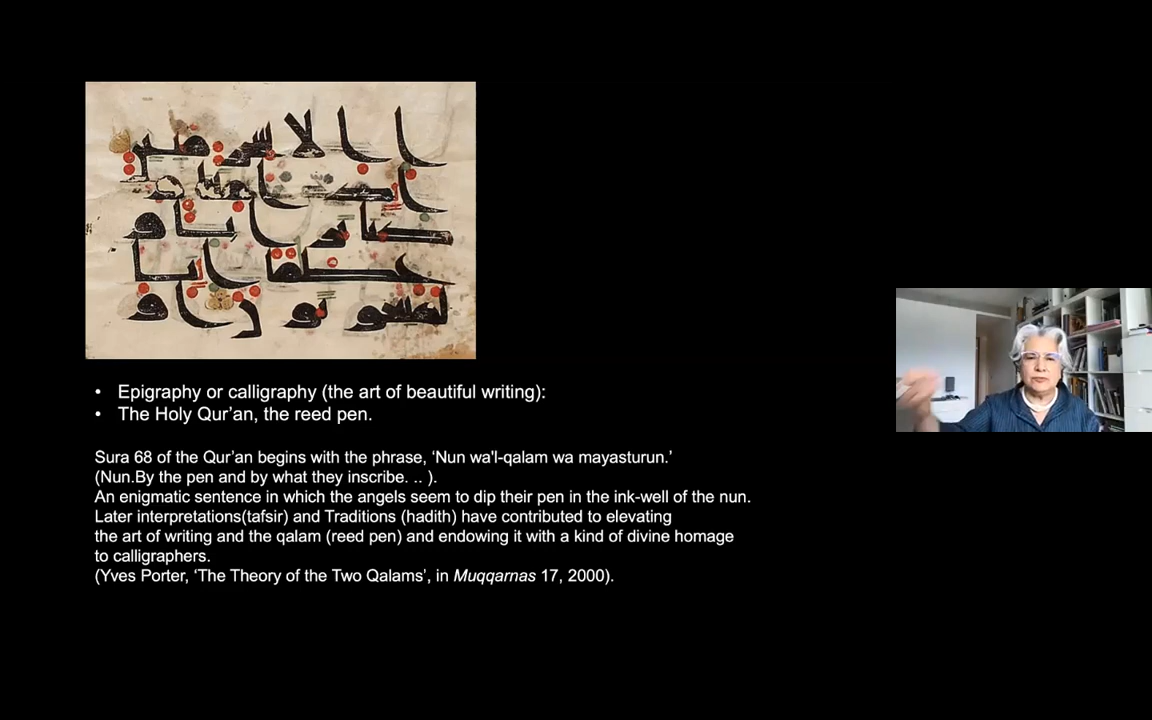 • Epigraphy or calligraphy (the art of beautiful writing):
• The Holy Qur’an, the reed pen.
Sura 68 of the Qur’an begins with the phrase, ‘Nun wa'l-qalam wa mayasturun.’
(Nun.By the pen and by what they inscribe. .. ).
An enigmatic sentence in which the angels seem to dip their pen in the ink-well of the nun.
Later interpretations(tafsir) and Traditions (hadith) have contributed to elevating
the art of writing and the qalam (reed pen) and endowing it with a kind of divine homage
to calligraphers.
(Yves Porter, ‘The Theory of the Two Qalams’, in Muqqarnas 17, 2000).